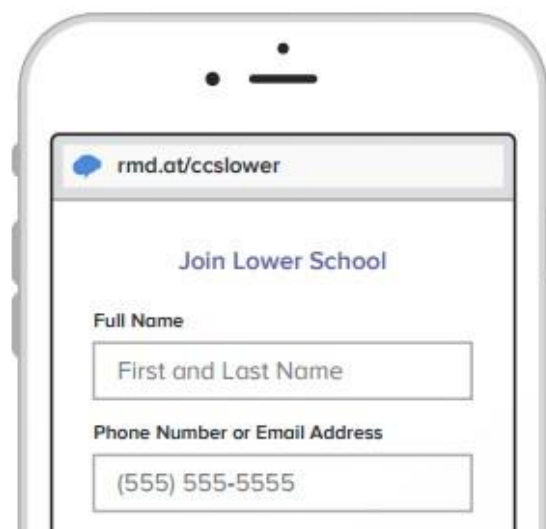 rmd.at/ccslower
Join Lower School
Full Name
First and Last Name
Phone Number or Email Address
(555) 555-5555